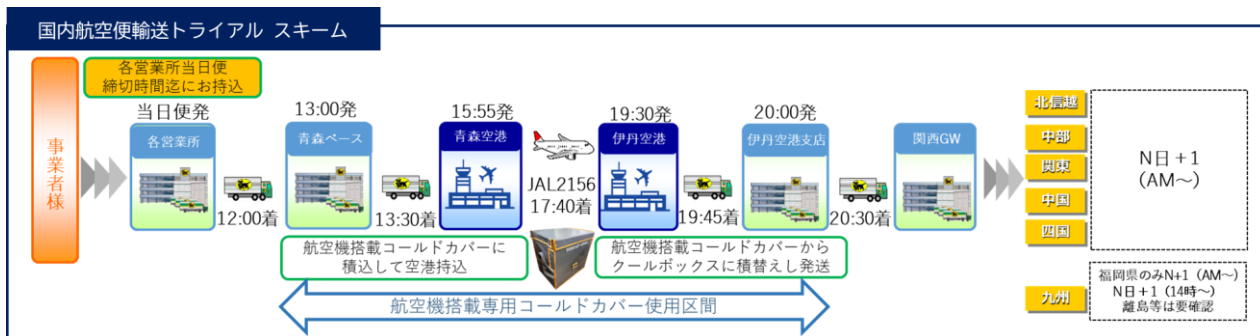 国内航空便輸送トライアル スキーム
各営業所当日便
締切時間迄にお持込
事業者様
当日便発
各営業所
12:00着
13:00発
青森ベース
13:30着
15:55発
青森空港
JAL2156
17:40着
19:30発
伊丹空港
19:45着
20:00発
伊丹空港支店
20:30着
関西GW
航空機搭載コールドカバーに
積込して空港持込
航空機搭載コールドカバーから
クールボックスに積替えし発送
航空機搭載専用コールドカバー使用区間
北信越
中部
関東
中国
四国
N日+1
(AM~)
九州
福岡県のみN+1(AM~)
N日+1(14時~)
離島等は要確認